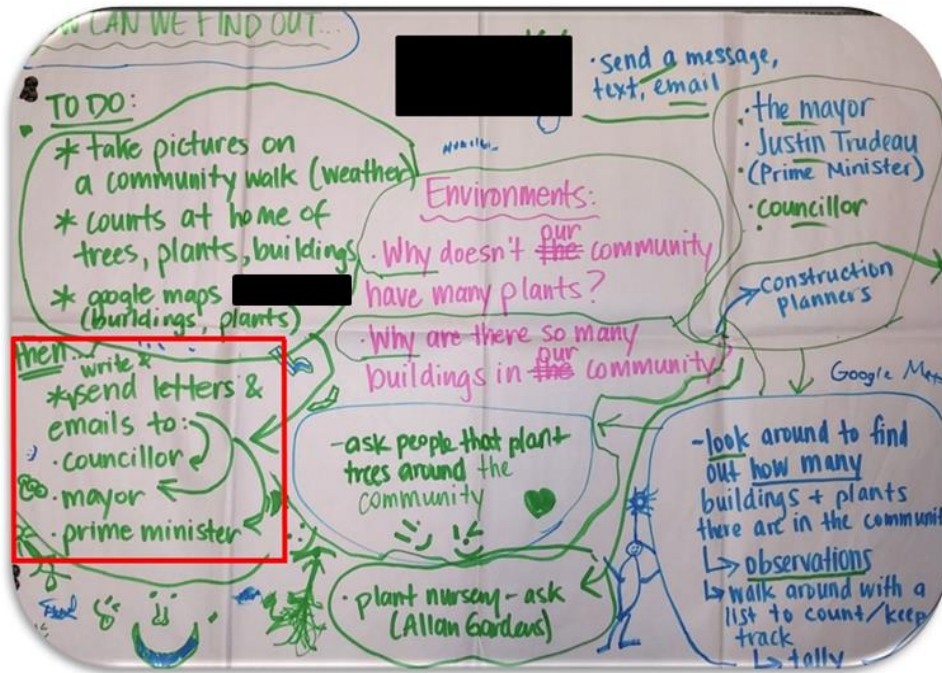 HOW CAN WE FIND OUT...
TO DO:
* take pictures on
a community walk (weather)
* counts at home of
trees, plants, buildings
* google maps
(buildings, plants)
then...
write &
* send letters &
emails to:
· councillor
· mayor
· prime minister
· send a message,
text, email
· the mayor
· Justin Trudeau
· (Prime Minister)
· councillor
construction
planners
Environments:
· Why doesn't the our community
have many plants?
· Why are there so many
buildings in the our community
- ask people that plant
trees around the
community
· plant nursery - ask
(Allan Gardens)
Google
- look around to find
out how many
buildings + plants
there are in the communit
↳ observations
↳ walk around with a
list to count/keep
track
↳ tally